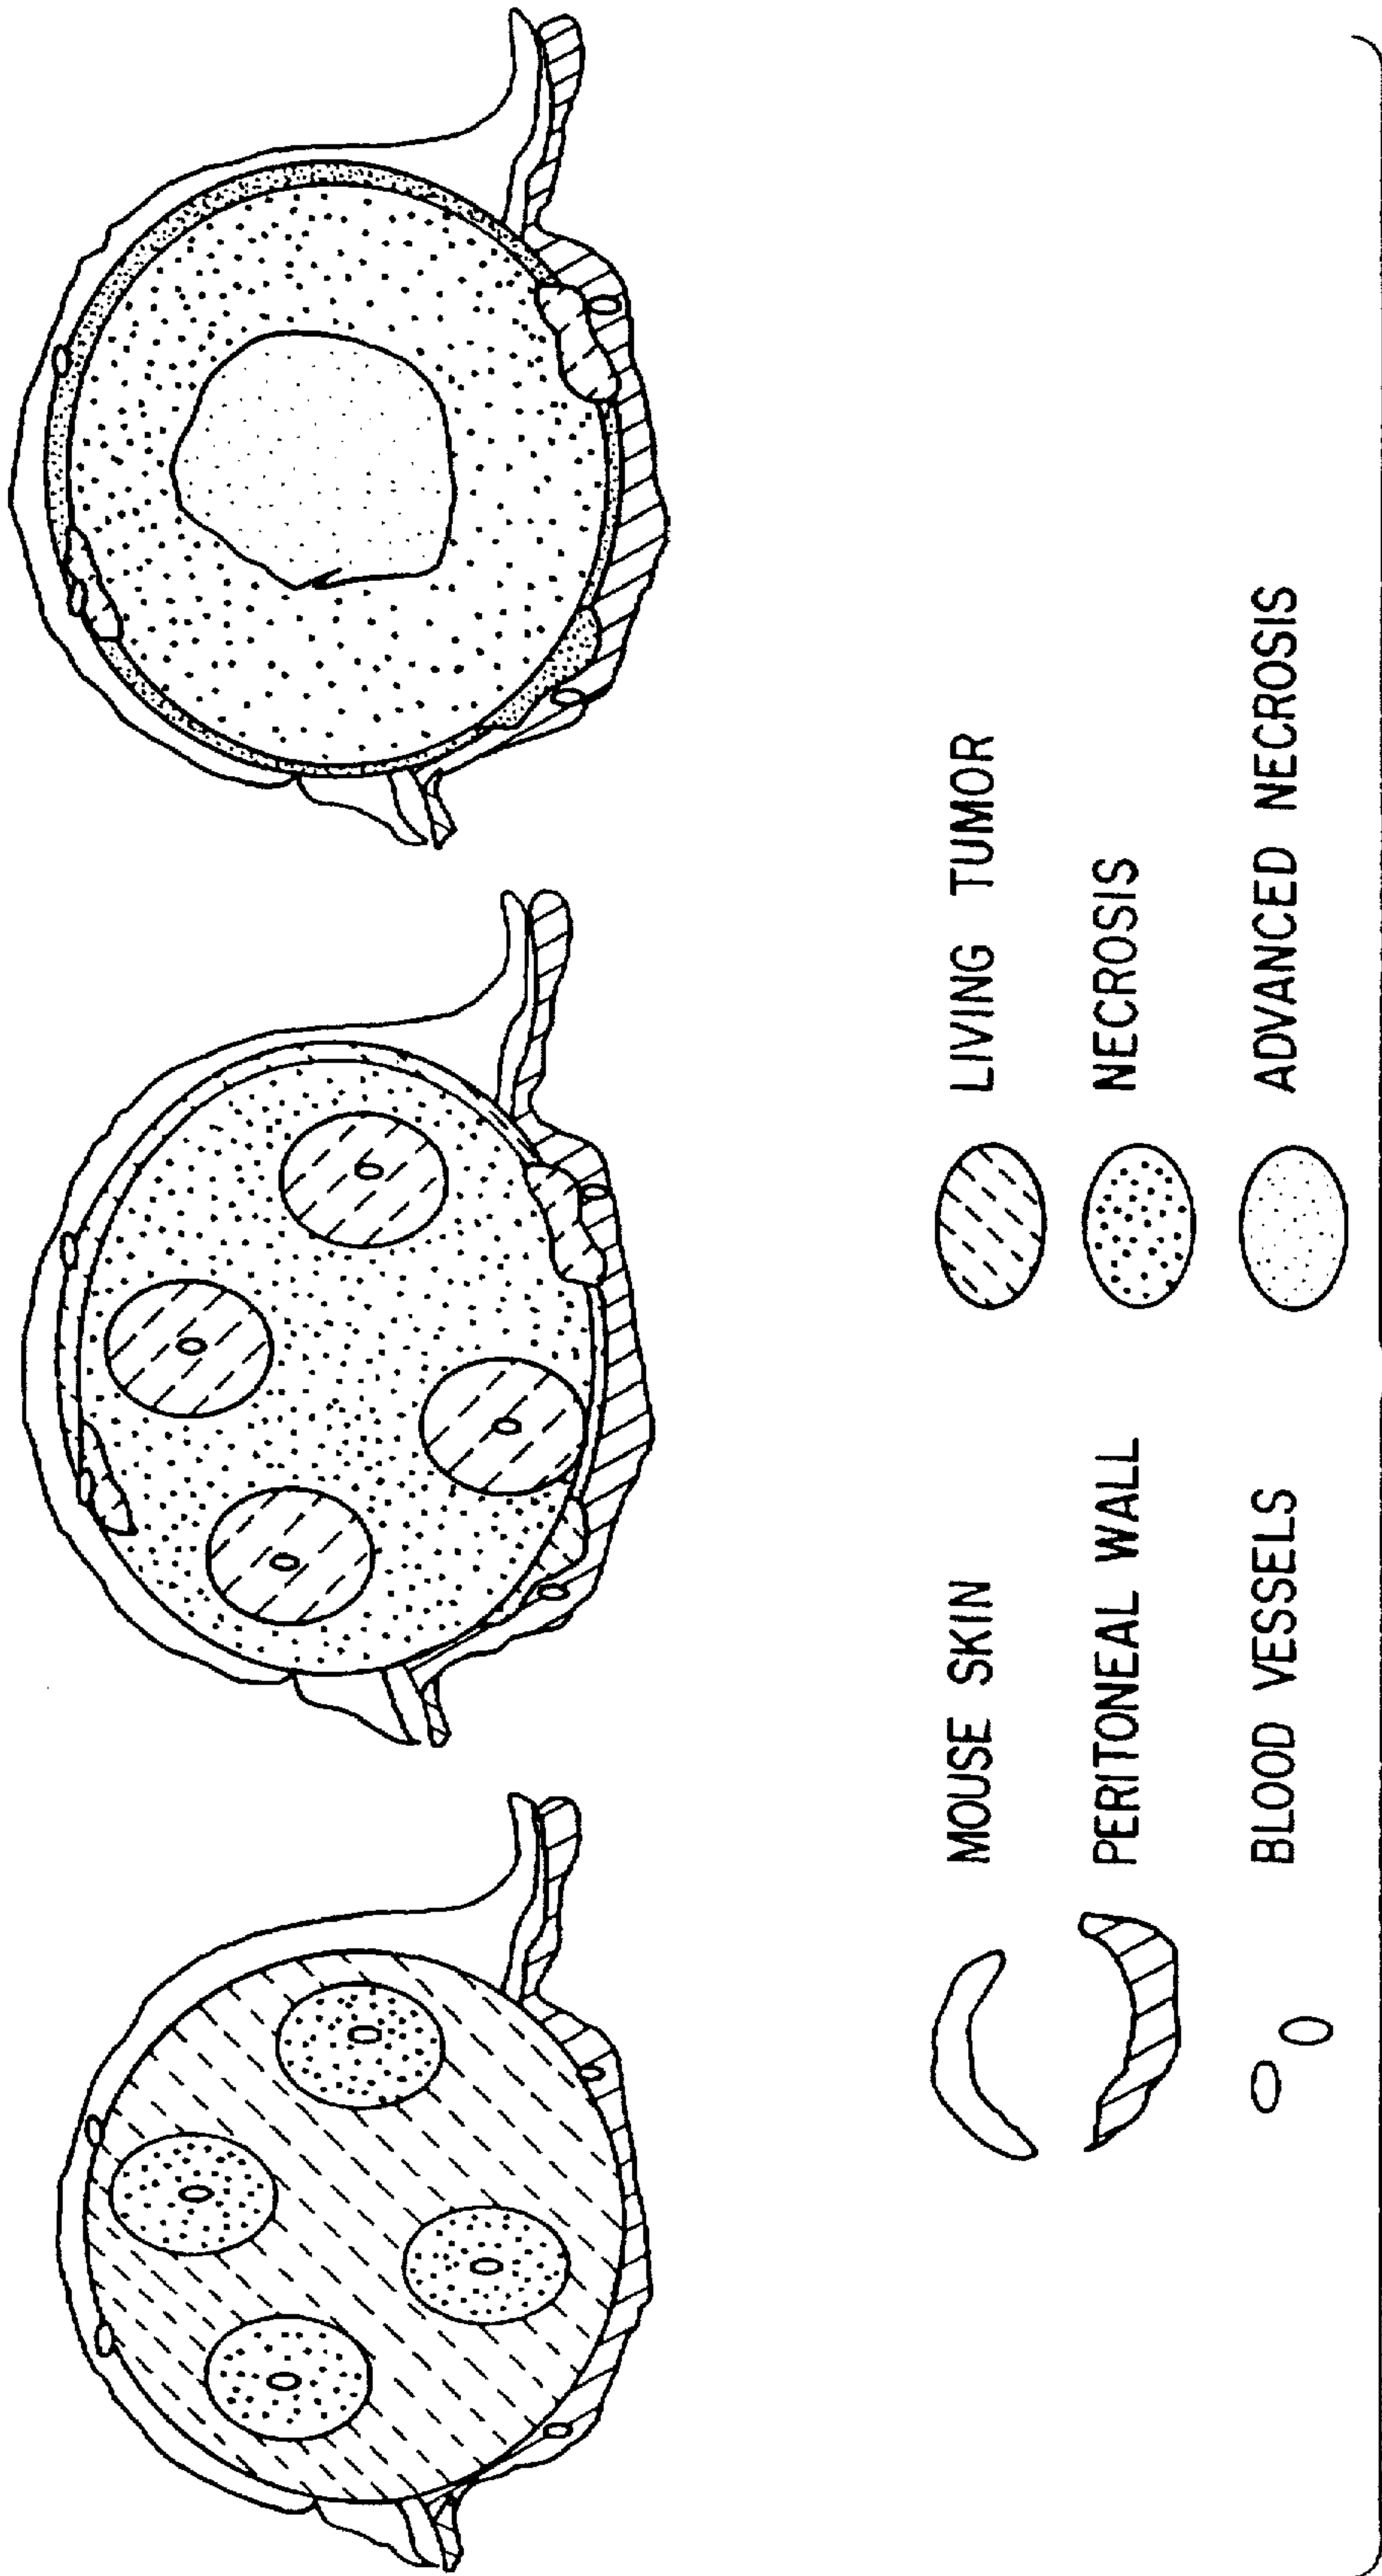 MOUSE SKIN
PERITONEAL WALL
BLOOD VESSELS
LIVING TUMOR
NECROSIS
ADVANCED NECROSIS